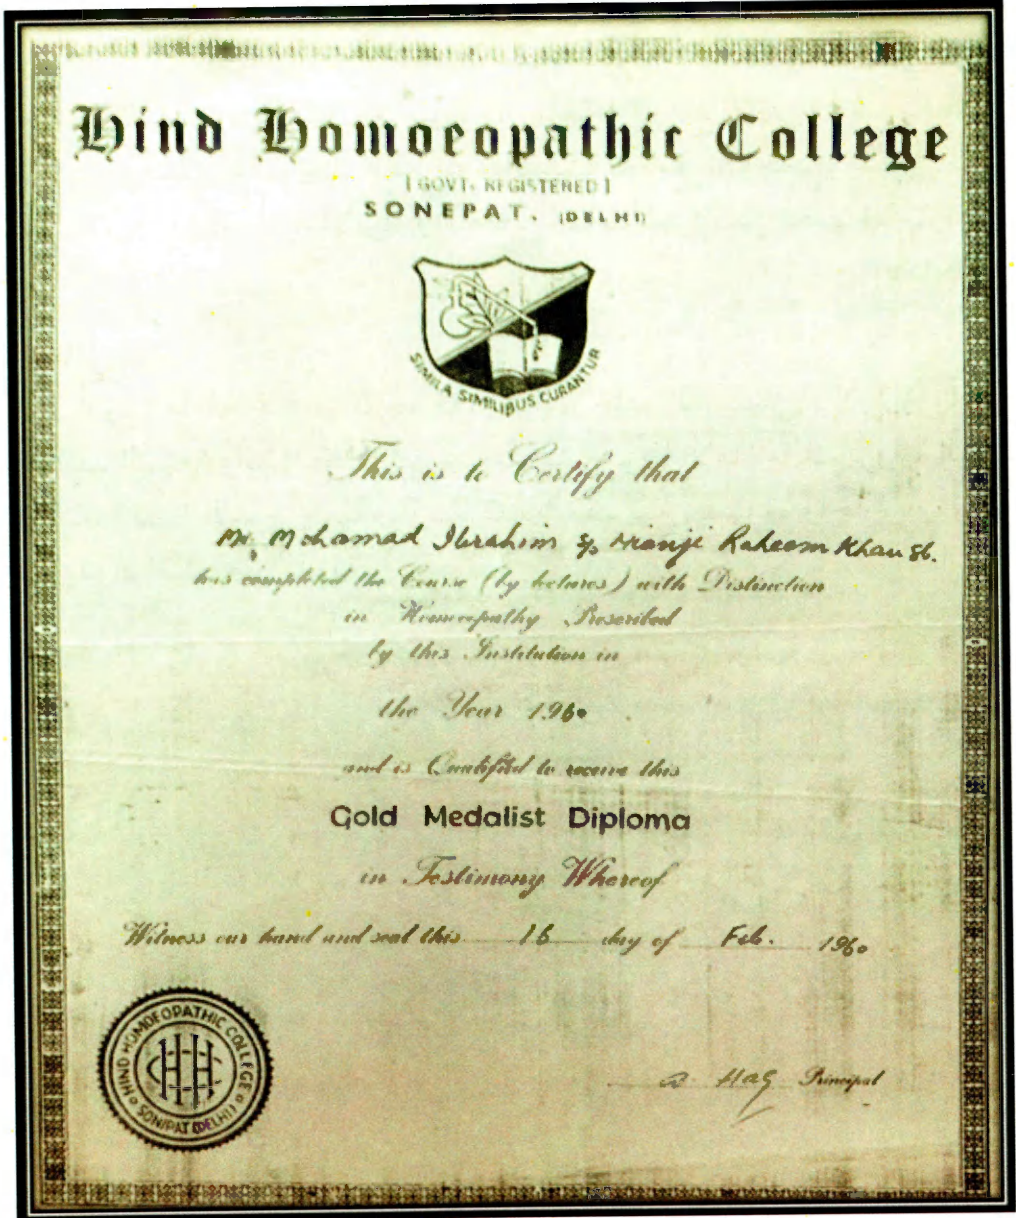 Hind Homoeopathic College
[ GOVT. REGISTERED ]
SONEPAT. (DELHI)
SIMILA SIMILIBUS CURANTUR
This is to Certify that
Mr. Mohamad Ibrahim S/o Mianji Raheem Khan Sb.
has completed the Course (by lectures) with Distinction
in Homoeopathy Prescribed
by this Institution in
the Year 1960
and is Qualified to receive this
Gold Medalist Diploma
in Testimony Whereof
Witness our hand and seal this 16 day of Feb. 1960
HIND HOMOEOPATHIC COLLEGE
HHC
SONIPAT (DELHI)
Haq Principal